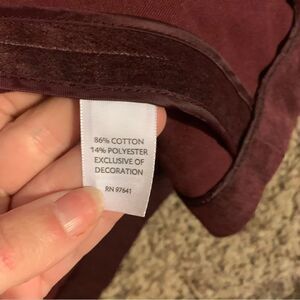 86% COTTON
14% POLYESTER
EXCLUSIVE OF
DECORATION
RN 97641